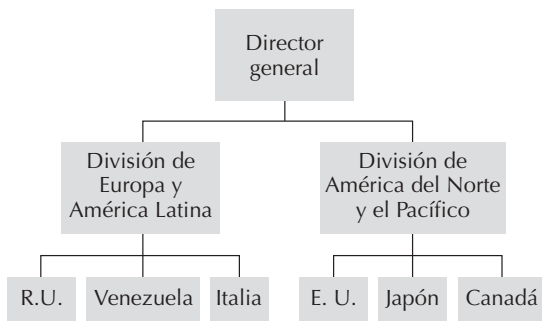 Director
general
División de
Europa y
América Latina
División de
América del Norte
y el Pacífico
R.U.
Venezuela
Italia
E. U.
Japón
Canadá